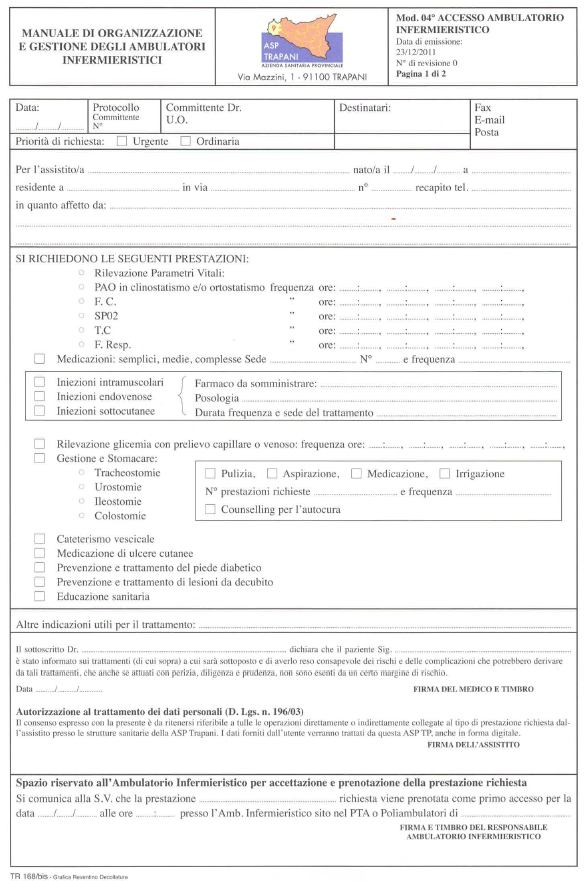 MANUALE DI ORGANIZZAZIONE
E GESTIONE DEGLI AMBULATORI
INFERMIERISTICI
9
ASP
TRAPANI
AZIENDA SANITARIA PROVINCIALE
Via Mazzini, 1 - 91100 TRAPANI
Mod. 04° ACCESSO AMBULATORIO
INFERMIERISTICO
Data di emissione:
23/12/2011
N° di revisione 0
Pagina 1 di 2
Data:
....../......./........
Protocollo
Committente
N°
Committente Dr.
U.O.
Destinatari:
Fax
E-mail
Posta
Priorità di richiesta: □ Urgente □ Ordinaria
Per l'assistito/a ........ nato/a il ....../....../...... a ........
residente a ........ in via ........ n° ........ recapito tel. ........
in quanto affetto da: ........
SI RICHIEDONO LE SEGUENTI PRESTAZIONI:
○ Rilevazione Parametri Vitali:
○ PAO in clinostatismo e/o ortostatismo frequenza ore: ......:......., ......:......., ......:......., ......:.......,
○ F. C. " ore: ......:......., ......:......., ......:......., ......:.......,
○ SP02 " ore: ......:......., ......:......., ......:......., ......:.......,
○ T.C " ore: ......:......., ......:......., ......:......., ......:.......,
○ F. Resp. " ore: ......:......., ......:......., ......:......., ......:.......,
□ Medicazioni: semplici, medie, complesse Sede ........ N° ........ e frequenza ........
□ Iniezioni intramuscolari
□ Iniezioni endovenose
□ Iniezioni sottocutanee
Farmaco da somministrare: ........
Posologia ........
Durata frequenza e sede del trattamento ........
□ Rilevazione glicemia con prelievo capillare o venoso: frequenza ore: ......:......, ......:......, ......:......, ......:......, ......:......,
□ Gestione e Stomacare:
○ Tracheostomie
○ Urostomie
○ Ileostomie
○ Colostomie
□ Pulizia, □ Aspirazione, □ Medicazione, □ Irrigazione
N° prestazioni richieste ........ e frequenza ........
□ Counselling per l'autocura
□ Cateterismo vescicale
□ Medicazione di ulcere cutanee
□ Prevenzione e trattamento del piede diabetico
□ Prevenzione e trattamento di lesioni da decubito
□ Educazione sanitaria
Altre indicazioni utili per il trattamento: ........
Il sottoscritto Dr. ........ dichiara che il paziente Sig. ........
è stato informato sui trattamenti (di cui sopra) a cui sarà sottoposto e di averlo reso consapevole dei rischi e delle complicazioni che potrebbero derivare
da tali trattamenti, che anche se attuati con perizia, diligenza e prudenza, non sono esenti da un certo margine di rischio.
Data ......./......./........
FIRMA DEL MEDICO E TIMBRO
Autorizzazione al trattamento dei dati personali (D. Lgs. n. 196/03)
Il consenso espresso con la presente è da ritenersi riferibile a tulle le operazioni direttamente o indirettamente collegate al tipo di prestazione richiesta dal-
l'assistito presso le strutture sanitarie della ASP Trapani. I dati forniti dall'utente verranno trattati da questa ASP TP, anche in forma digitale.
FIRMA DELL'ASSISTITO
Spazio riservato all'Ambulatorio Infermieristico per accettazione e prenotazione della prestazione richiesta
Si comunica alla S.V. che la prestazione ........ richiesta viene prenotata come primo accesso per la
data ....../....../...... alle ore ......:...... presso l'Amb. Infermieristico sito nel PTA o Poliambulatori di ........
FIRMA E TIMBRO DEL RESPONSABILE
AMBULATORIO INFERMIERISTICO
TR 168/bis - Grafica Resentino Decollatura